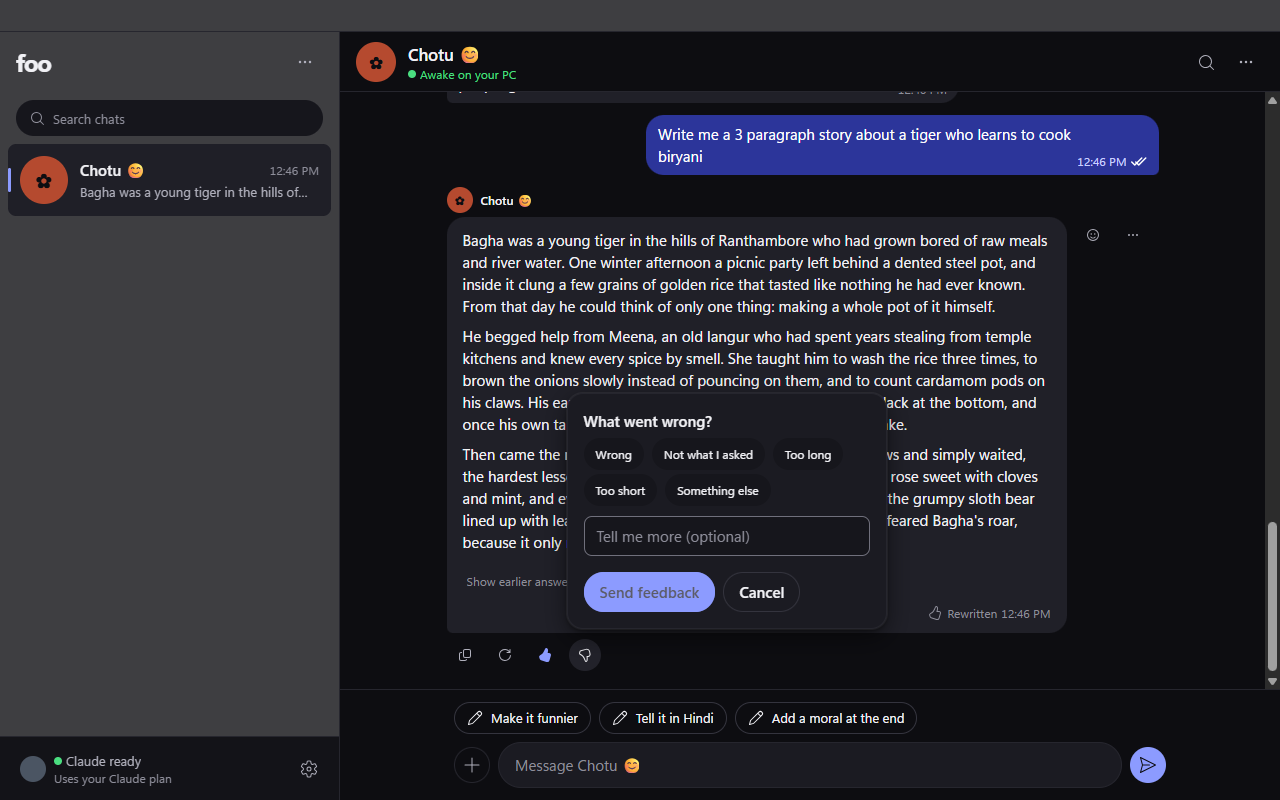 foo
Search chats
Chotu 😊
12:46 PM
Bagha was a young tiger in the hills of...
Claude ready
Uses your Claude plan
Chotu 😊
Awake on your PC
Write me a 3 paragraph story about a tiger who learns to cook
biryani
12:46 PM
Chotu 😊
Bagha was a young tiger in the hills of Ranthambore who had grown bored of raw meals
and river water. One winter afternoon a picnic party left behind a dented steel pot, and
inside it clung a few grains of golden rice that tasted like nothing he had ever known.
From that day he could think of only one thing: making a whole pot of it himself.
He begged help from Meena, an old langur who had spent years stealing from temple
kitchens and knew every spice by smell. She taught him to wash the rice three times, to
brown the onions slowly instead of pouncing on them, and to count cardamom pods on
his claws. His at the bottom, and
once his own
Then came the and simply waited,
the hardest rose sweet with cloves
and mint, and the grumpy sloth bear
lined up with feared Bagha's roar,
because it only
Show earlier
Rewritten 12:46 PM
What went wrong?
Wrong
Not what I asked
Too long
Too short
Something else
Tell me more (optional)
Send feedback
Cancel
Make it funnier
Tell it in Hindi
Add a moral at the end
Message Chotu 😊